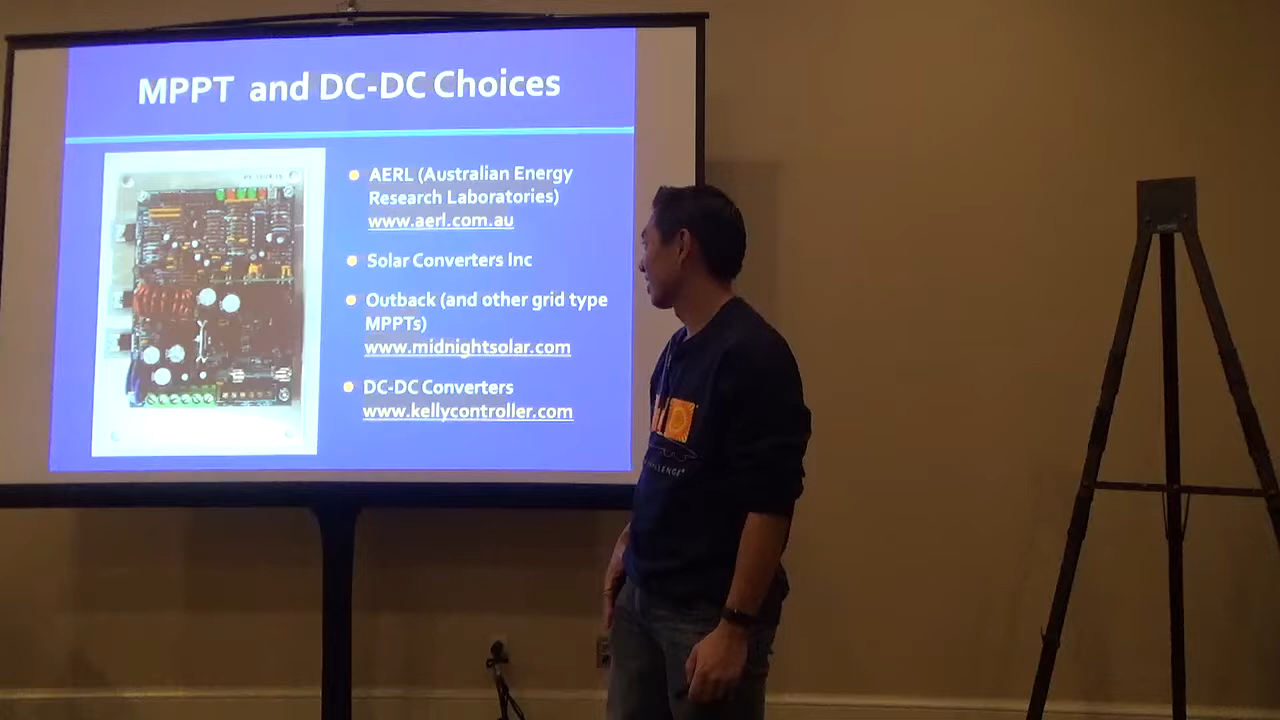 MPPT and DC-DC Choices
AERL (Australian Energy
Research Laboratories)
www.aerl.com.au
Solar Converters Inc
Outback (and other grid type
MPPTs)
www.midnightsolar.com
DC-DC Converters
www.kellycontroller.com